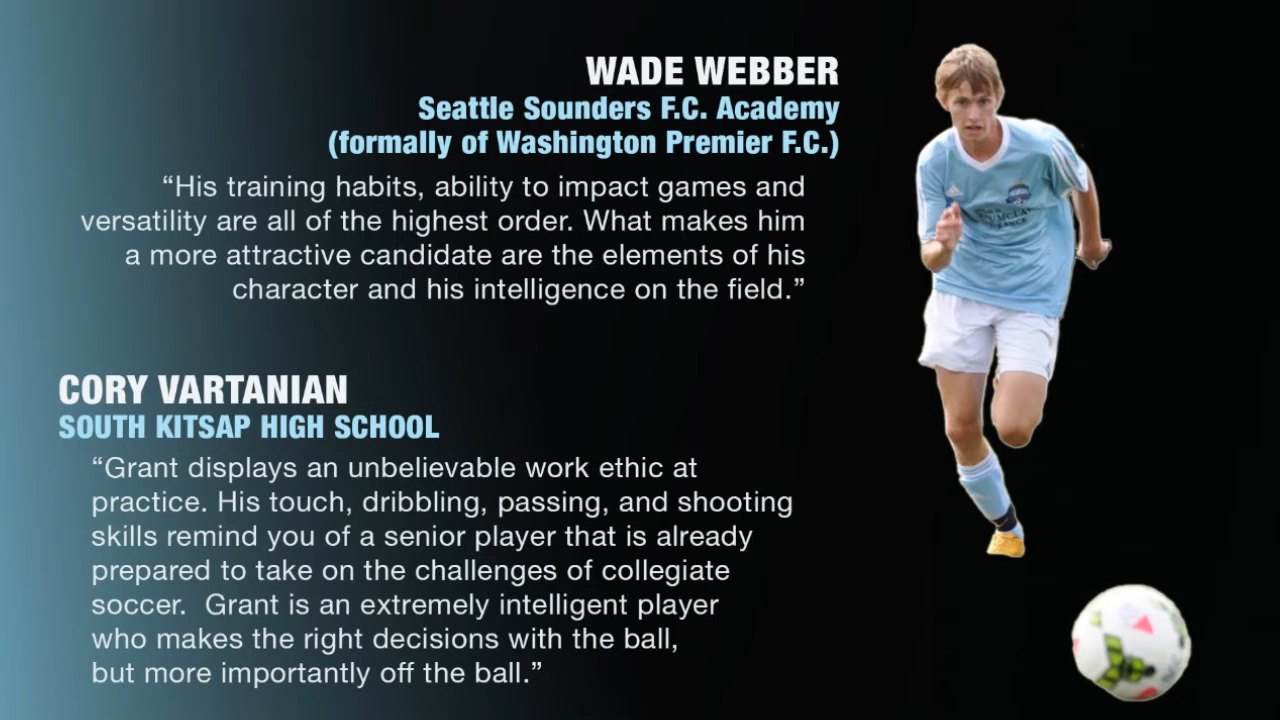 WADE WEBBER
Seattle Sounders F.C. Academy
(formally of Washington Premier F.C.)
“His training habits, ability to impact games and
versatility are all of the highest order. What makes him
a more attractive candidate are the elements of his
character and his intelligence on the field.”
CORY VARTANIAN
SOUTH KITSAP HIGH SCHOOL
“Grant displays an unbelievable work ethic at
practice. His touch, dribbling, passing, and shooting
skills remind you of a senior player that is already
prepared to take on the challenges of collegiate
soccer.  Grant is an extremely intelligent player
who makes the right decisions with the ball,
but more importantly off the ball.”